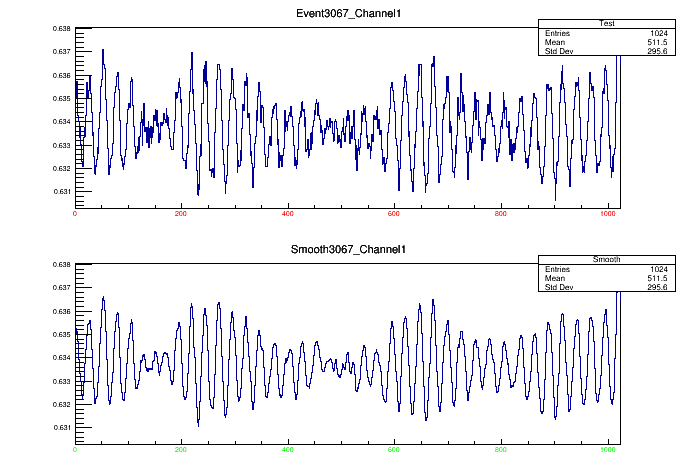 Event3067_Channel1
Test
Entries 1024
Mean 511.5
Std Dev 295.6
0.638
0.637
0.636
0.635
0.634
0.633
0.632
0.631
0 200 400 600 800 1000
Smooth3067_Channel1
Smooth
Entries 1024
Mean 511.5
Std Dev 295.6
0.638
0.637
0.636
0.635
0.634
0.633
0.632
0.631
0 200 400 600 800 1000